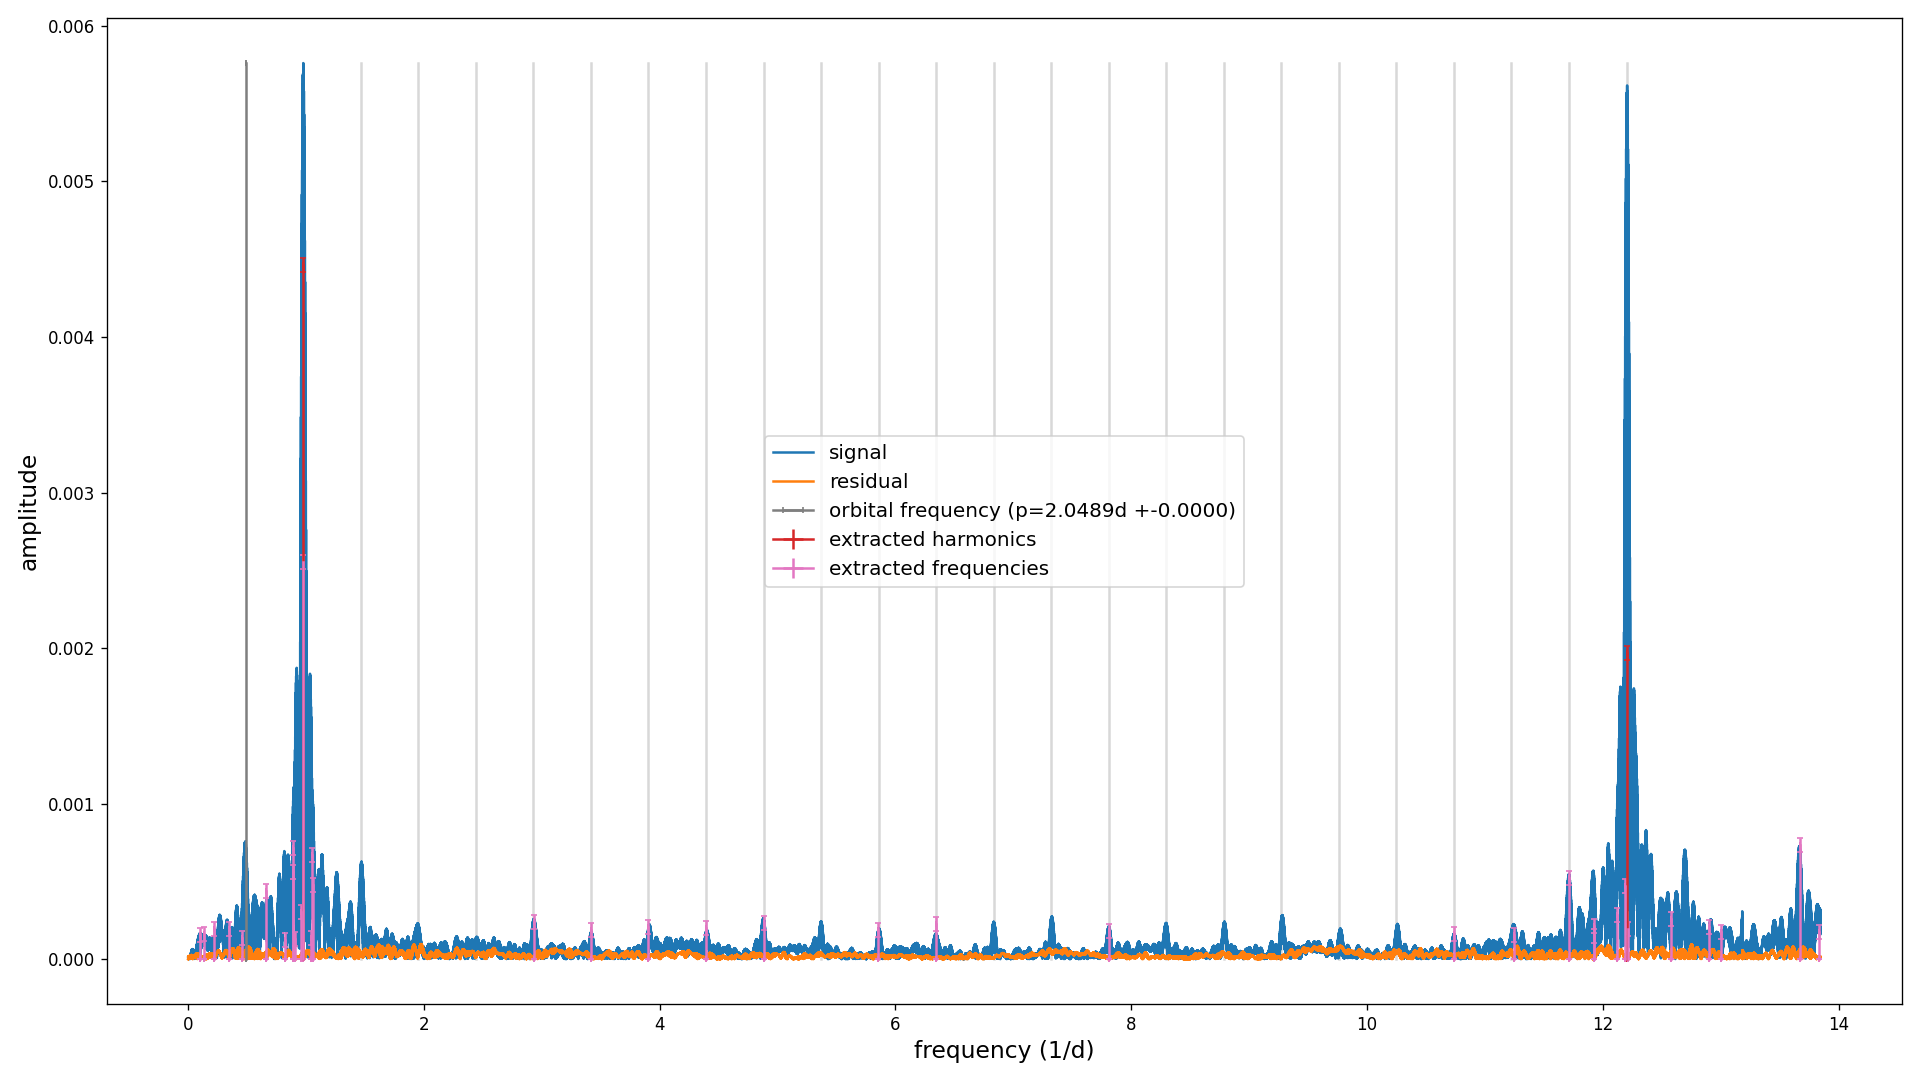 0.006
0.005
0.004
0.003
0.002
0.001
0.000
amplitude
signal
residual
orbital frequency (p=2.0489d +-0.0000)
extracted harmonics
extracted frequencies
0 2 4 6 8 10 12 14
frequency (1/d)